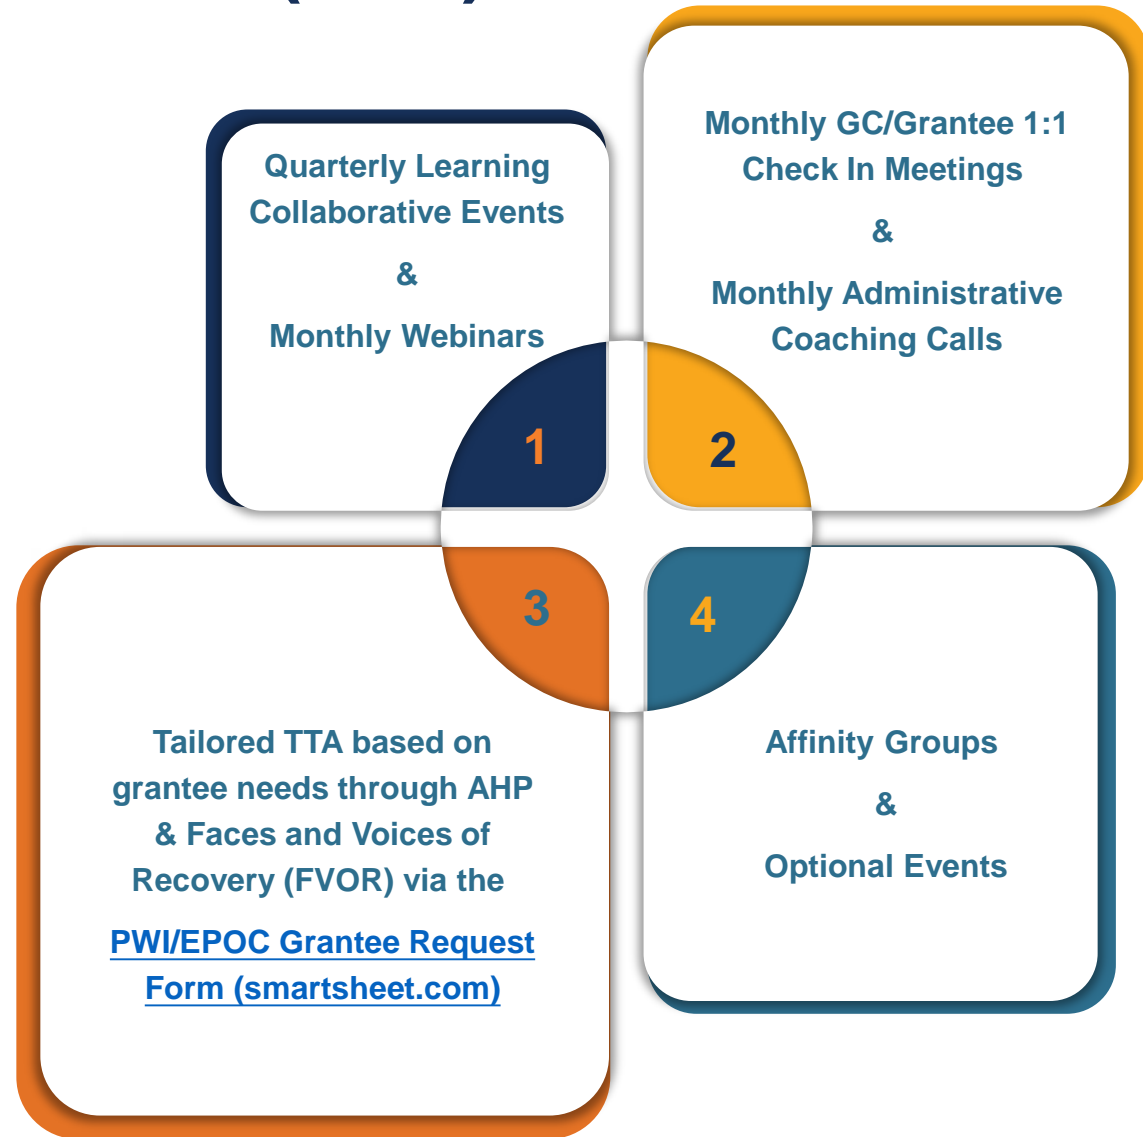 Quarterly Learning
Collaborative Events
&
Monthly Webinars
1
Monthly GC/Grantee 1:1
Check In Meetings
&
Monthly Administrative
Coaching Calls
2
3
Tailored TTA based on
grantee needs through AHP
& Faces and Voices of
Recovery (FVOR) via the
PWI/EPOC Grantee Request
Form (smartsheet.com)
4
Affinity Groups
&
Optional Events